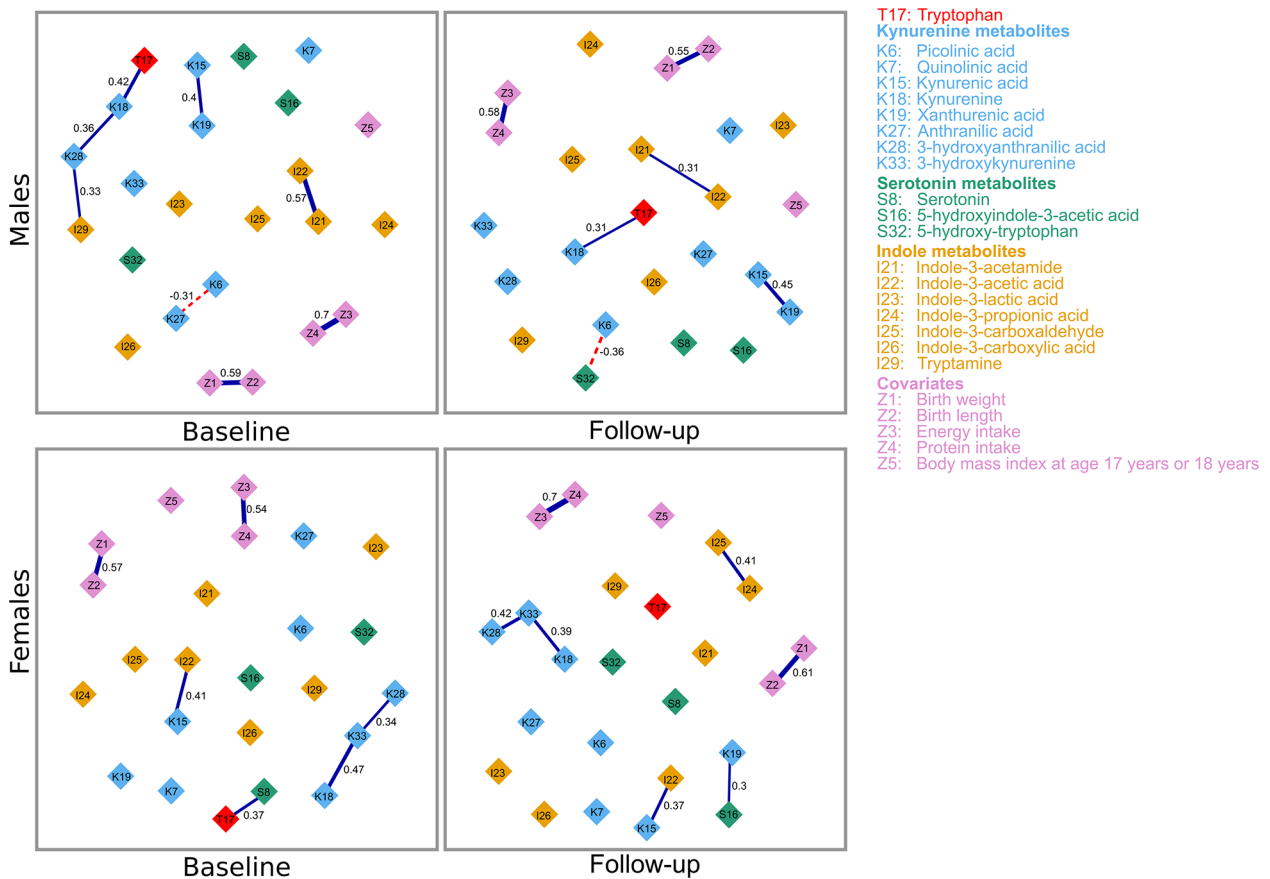 T17
K15
S8
K7
0.42
0.4
K18
S16
0.36
K19
Z5
K28
I22
0.33
K33
0.57
I23
I25
I21
I24
I29
S32
K6
-0.31
K27
0.7
Z3
Z4
I26
0.59
Z1
Z2
Males
Baseline
I24
0.55
Z2
Z1
Z3
0.58
Z4
K7
I23
I21
I25
0.31
I22
T17
Z5
K33
0.31
K18
K27
K28
I26
K15
0.45
K19
K6
I29
-0.36
S8
S16
S32
Follow-up
Z3
Z5
0.54
Z4
K27
Z1
I23
0.57
Z2
I21
K6
S32
I25
I22
S16
I24
0.41
I29
K28
K15
0.34
I26
K33
K19
0.47
K7
S8
K18
T17
0.37
Females
Baseline
0.7
Z4
Z3
Z5
I25
0.41
I29
I24
T17
0.42
K33
K28
0.39
K18
S32
I21
Z1
0.61
Z2
S8
K27
K6
K19
I23
I22
0.3
0.37
I26
K7
K15
S16
Follow-up
T17: Tryptophan
Kynurenine metabolites
K6: Picolinic acid
K7: Quinolinic acid
K15: Kynurenic acid
K18: Kynurenine
K19: Xanthurenic acid
K27: Anthranilic acid
K28: 3-hydroxyanthranilic acid
K33: 3-hydroxykynurenine
Serotonin metabolites
S8: Serotonin
S16: 5-hydroxyindole-3-acetic acid
S32: 5-hydroxy-tryptophan
Indole metabolites
I21: Indole-3-acetamide
I22: Indole-3-acetic acid
I23: Indole-3-lactic acid
I24: Indole-3-propionic acid
I25: Indole-3-carboxaldehyde
I26: Indole-3-carboxylic acid
I29: Tryptamine
Covariates
Z1: Birth weight
Z2: Birth length
Z3: Energy intake
Z4: Protein intake
Z5: Body mass index at age 17 years or 18 years